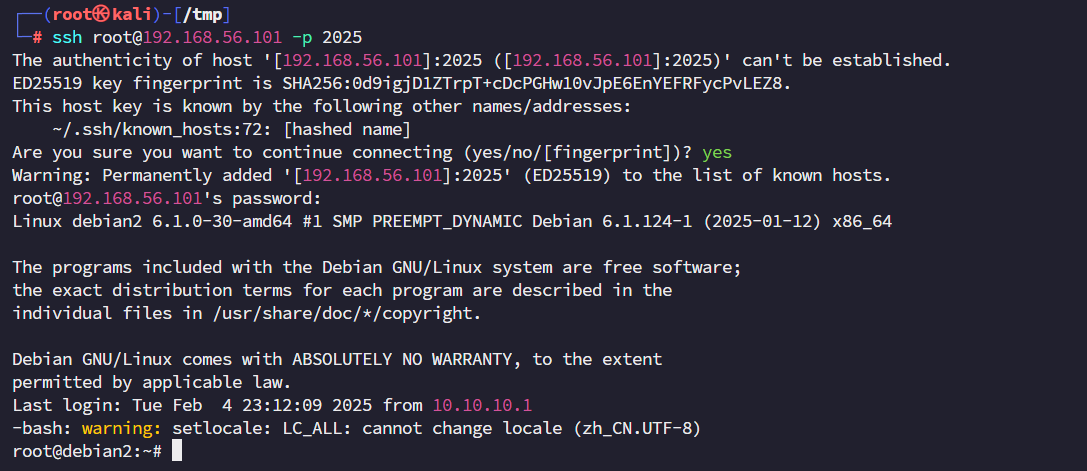 ┌──(root㉿kali)-[/tmp]
└─# ssh root@192.168.56.101 -p 2025
The authenticity of host '[192.168.56.101]:2025 ([192.168.56.101]:2025)' can't be established.
ED25519 key fingerprint is SHA256:0d9igjDlZTrpT+cDcPGHw10vJpE6EnYEFRFycPvLEZ8.
This host key is known by the following other names/addresses:
    ~/.ssh/known_hosts:72: [hashed name]
Are you sure you want to continue connecting (yes/no/[fingerprint])? yes
Warning: Permanently added '[192.168.56.101]:2025' (ED25519) to the list of known hosts.
root@192.168.56.101's password:
Linux debian2 6.1.0-30-amd64 #1 SMP PREEMPT_DYNAMIC Debian 6.1.124-1 (2025-01-12) x86_64

The programs included with the Debian GNU/Linux system are free software;
the exact distribution terms for each program are described in the
individual files in /usr/share/doc/*/copyright.

Debian GNU/Linux comes with ABSOLUTELY NO WARRANTY, to the extent
permitted by applicable law.
Last login: Tue Feb  4 23:12:09 2025 from 10.10.10.1
-bash: warning: setlocale: LC_ALL: cannot change locale (zh_CN.UTF-8)
root@debian2:~#